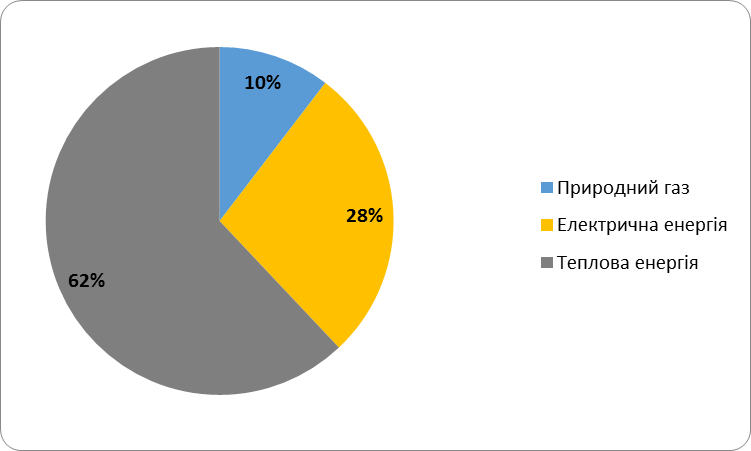 10%
28%
62%
Природний газ
Електрична енергія
Теплова енергія